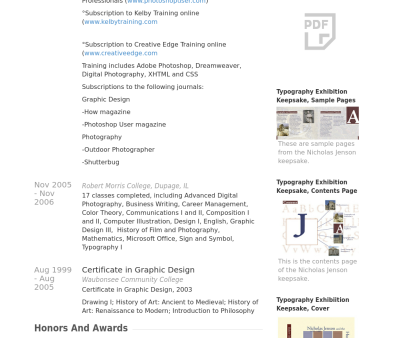 Professionals (www.photoshopuser.com)
°Subscription to Kelby Training online
(www.kelbytraining.com
°Subscription to Creative Edge Training online
(www.creativeedge.com
Training includes Adobe Photoshop, Dreamweaver,
Digital Photography, XHTML and CSS
Subscriptions to the following journals:
Graphic Design
-How magazine
-Photoshop User magazine
Photography
-Outdoor Photographer
-Shutterbug
Nov 2005
- Nov
2006
Robert Morris College, Dupage, IL
17 classes completed, including Advanced Digital
Photography, Business Writing, Career Management,
Color Theory, Communications I and II, Composition I
and II, Computer Illustration, Design I, English, Graphic
Design III,  History of Film and Photography,
Mathematics, Microsoft Office, Sign and Symbol,
Typography I
Aug 1999
- Aug
2005
Certificate in Graphic Design
Waubonsee Community College
Certificate in Graphic Design, 2003
Drawing I; History of Art: Ancient to Medieval; History of
Art: Renaissance to Modern; Introduction to Philosophy
Honors And Awards
PDF
Typography Exhibition
Keepsake, Sample Pages
A
These are sample pages
from the Nicholas Jenson
keepsake.
Typography Exhibition
Keepsake, Contents Page
J
A
This is the contents page
of the Nicholas Jenson
keepsake.
Typography Exhibition
Keepsake, Cover
Nicholas Jenson